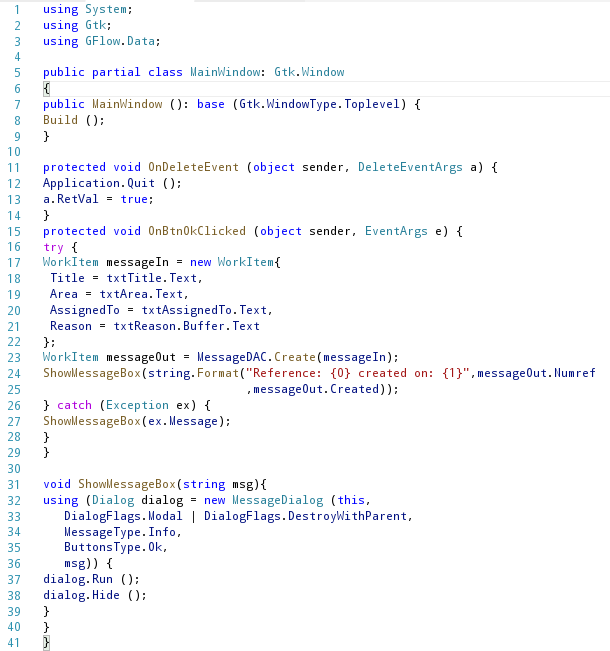 1 using System;
2 using Gtk;
3 using GFlow.Data;
4
5 public partial class MainWindow: Gtk.Window
6 {
7 public MainWindow (): base (Gtk.WindowType.Toplevel) {
8 Build ();
9 }
10
11 protected void OnDeleteEvent (object sender, DeleteEventArgs a) {
12 Application.Quit ();
13 a.RetVal = true;
14 }
15 protected void OnBtnOkClicked (object sender, EventArgs e) {
16 try {
17 WorkItem messageIn = new WorkItem{
18  Title = txtTitle.Text,
19  Area = txtArea.Text,
20  AssignedTo = txtAssignedTo.Text,
21  Reason = txtReason.Buffer.Text
22 };
23 WorkItem messageOut = MessageDAC.Create(messageIn);
24 ShowMessageBox(string.Format("Reference: {0} created on: {1}",messageOut.Numref
25                              ,messageOut.Created));
26 } catch (Exception ex) {
27 ShowMessageBox(ex.Message);
28 }
29 }
30
31 void ShowMessageBox(string msg){
32 using (Dialog dialog = new MessageDialog (this,
33    DialogFlags.Modal | DialogFlags.DestroyWithParent,
34    MessageType.Info,
35    ButtonsType.Ok,
36    msg)) {
37 dialog.Run ();
38 dialog.Hide ();
39 }
40 }
41 }